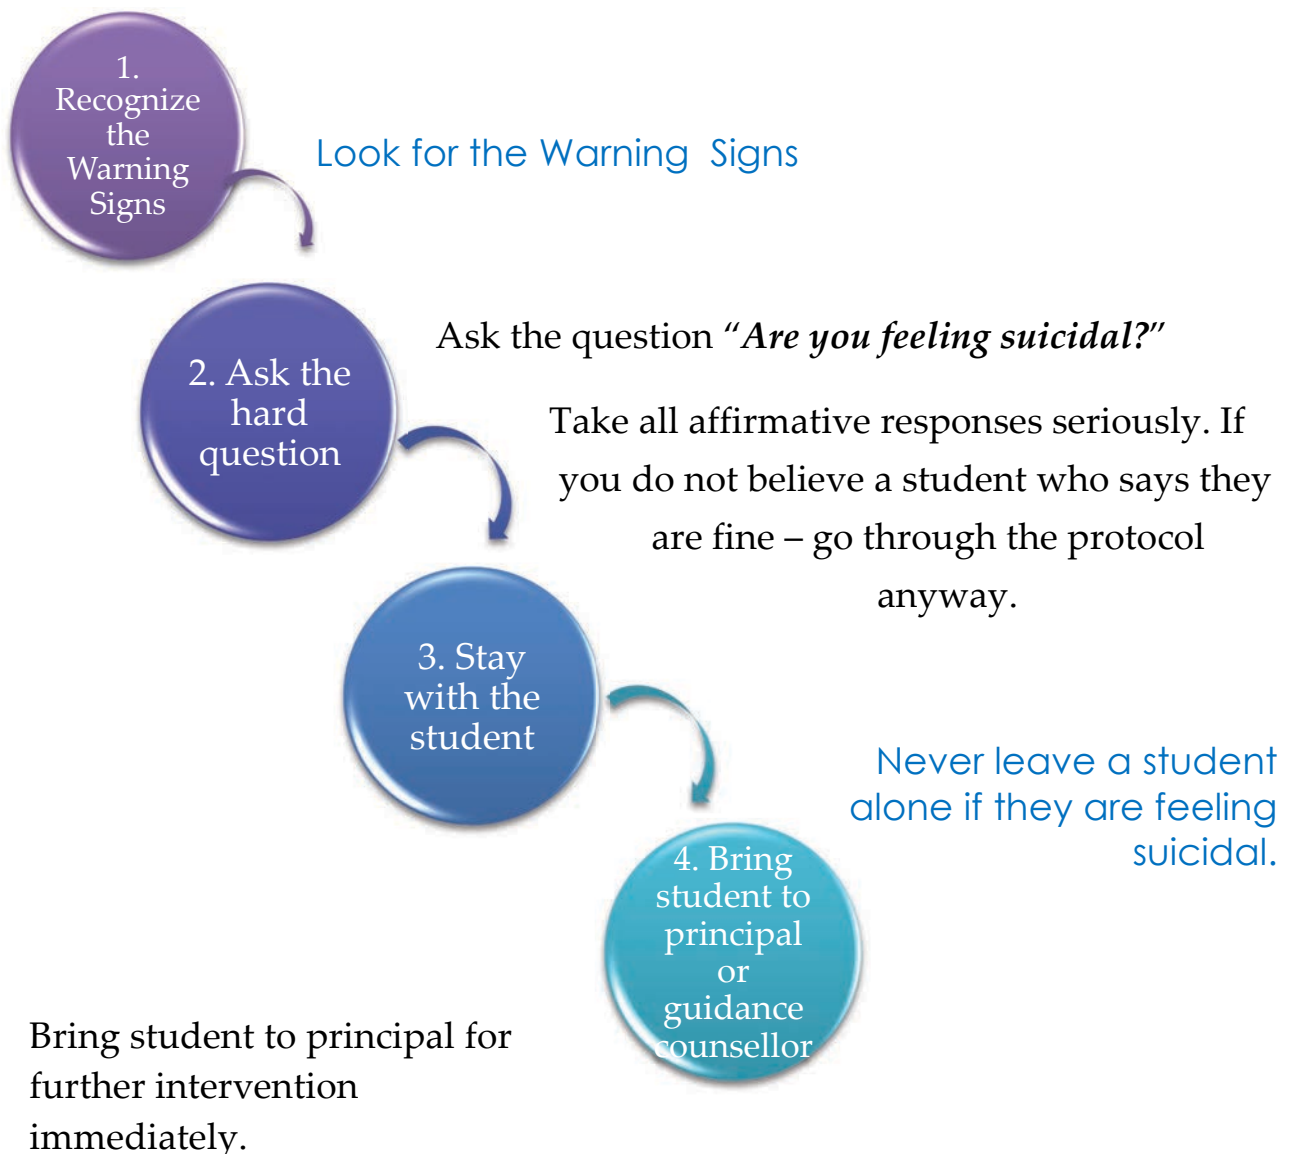 1.
Recognize
the
Warning
Signs
Look for the Warning Signs
2. Ask the
hard
question
Ask the question “Are you feeling suicidal?”
Take all affirmative responses seriously. If
you do not believe a student who says they
are fine – go through the protocol
anyway.
3. Stay
with the
student
Never leave a student
alone if they are feeling
suicidal.
4. Bring
student to
principal
or
guidance
counsellor
Bring student to principal for
further intervention
immediately.